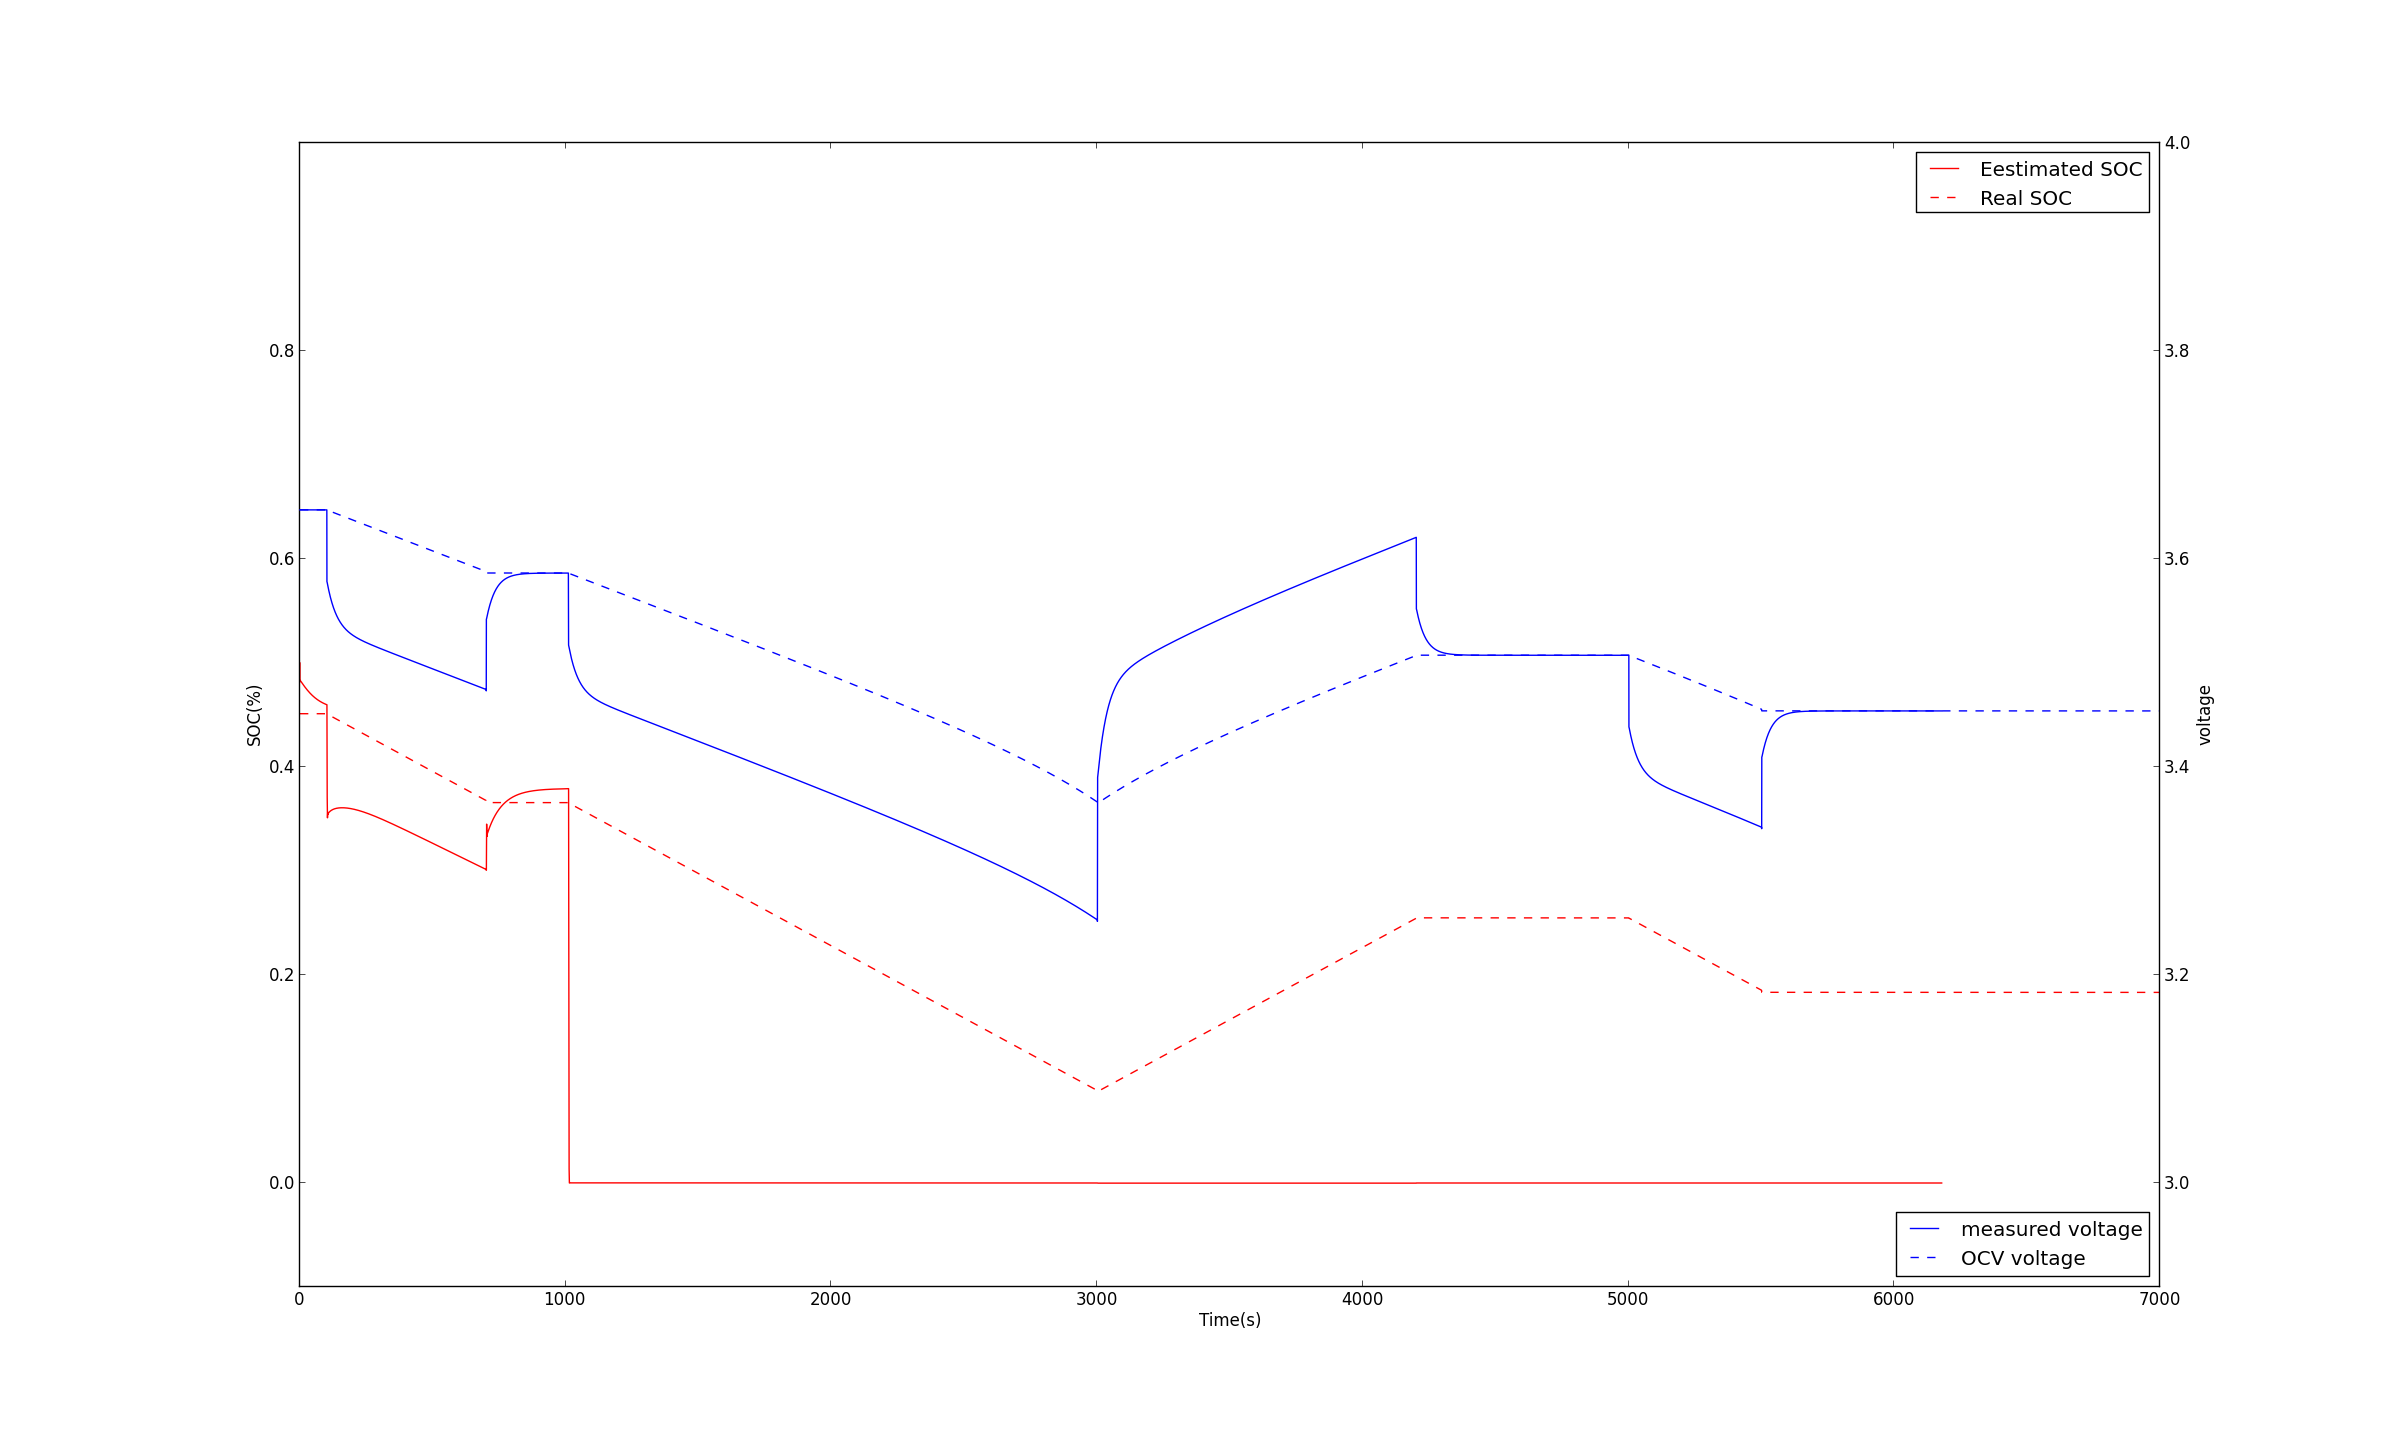 4.0
Eestimated SOC
Real SOC
0.8
3.8
0.6
3.6
SOC(%)
voltage
0.4
3.4
0.2
3.2
0.0
3.0
measured voltage
OCV voltage
0 1000 2000 3000 4000 5000 6000 7000
Time(s)